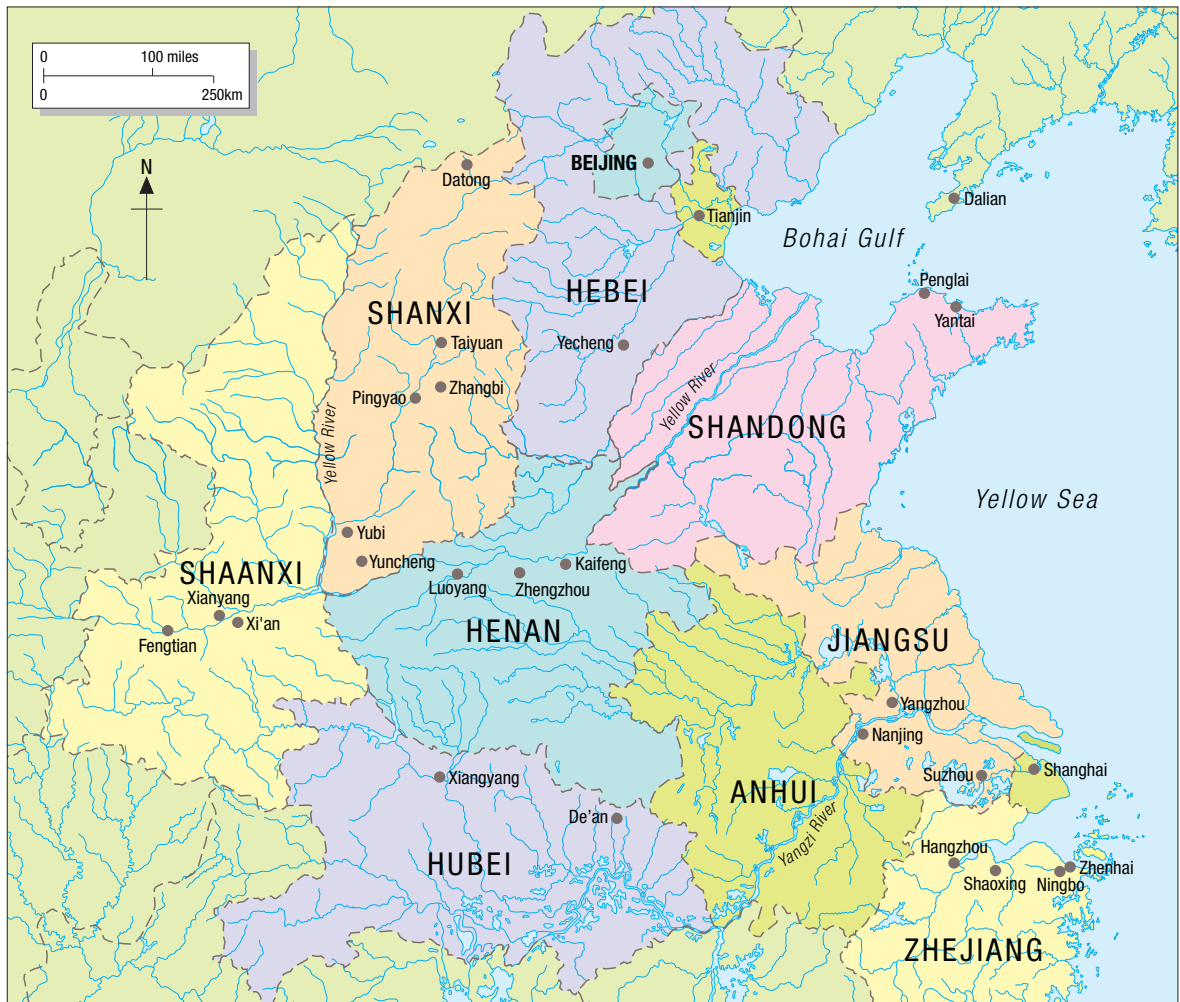 0 100 miles
0 250km
N
Datong
BEIJING
Tianjin
Dalian
Bohai Gulf
HEBEI
Penglai
SHANXI
Yantai
Taiyuan
Yecheng
Zhangbi
Pingyao
Yellow River
SHANDONG
Yellow River
Yellow Sea
Yubi
Yuncheng
Kaifeng
SHAANXI
Luoyang
Zhengzhou
Xianyang
Xi'an
HENAN
Fengtian
JIANGSU
Yangzhou
Nanjing
Xiangyang
Suzhou
Shanghai
ANHUI
De'an
Yangzi River
HUBEI
Hangzhou
Zhenhai
Shaoxing
Ningbo
ZHEJIANG